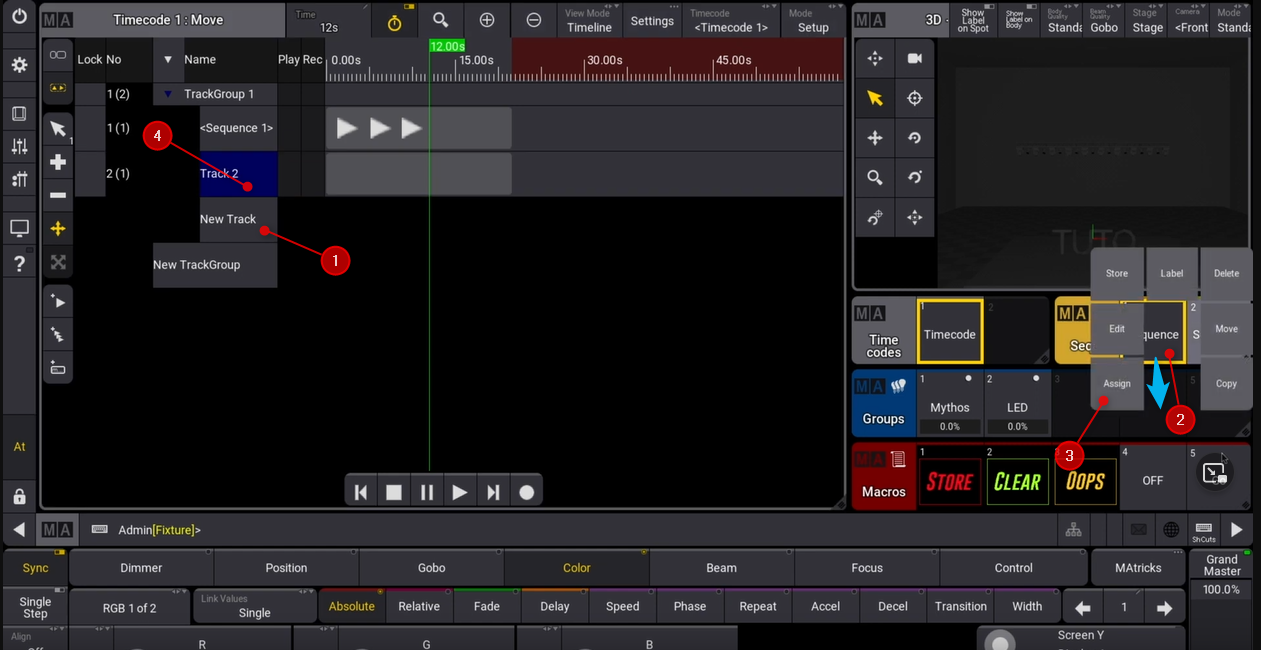 Timecode 1 : Move
Time
12s
View Mode
Timeline
Settings
Timecode
<Timecode 1>
Mode
Setup
Lock No Name Play Rec
12.00s
0.00s 15.00s 30.00s 45.00s
1 (2) TrackGroup 1
1 (1) <Sequence 1>
2 (1) Track 2
New Track
New TrackGroup
1
4
1
MA
3D
Show
Label
on Spot
Show
Label on
Body
Body
Quality
Standa
Beam
Quality
Gobo
Stage
Stage
Camera
<Front
Mode
Standa
TUTO
Store Label Delete
Edit Move
Assign Copy
MA
Time
codes
1
Timecode
2
MA
Sec
quence
2
S
2
3
MA
Groups
1
Mythos
0.0%
2
LED
0.0%
3
5
MA
Macros
1
STORE
2
CLEAR
OOPS
4
OFF
5
?
At
MA
Admin[Fixture]>
ShCuts
Sync Dimmer Position Gobo Color Beam Focus Control MAtricks
Grand
Master
100.0%
Single
Step
RGB 1 of 2
Link Values
Single
Absolute Relative Fade Delay Speed Phase Repeat Accel Decel Transition Width 1
Align
R G B
Screen Y